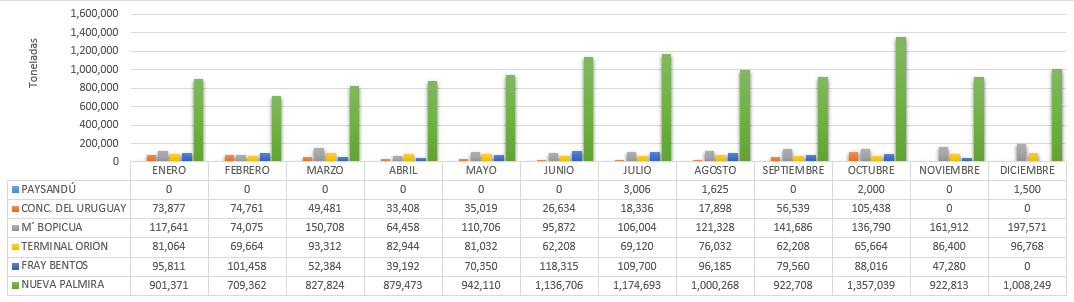 1,600,000
1,400,000
1,200,000
1,000,000
800,000
600,000
400,000
200,000
0
Toneladas
ENERO FEBRERO MARZO ABRIL MAYO JUNIO JULIO AGOSTO SEPTIEMBRE OCTUBRE NOVIEMBRE DICIEMBRE
PAYSANDÚ 0 0 0 0 0 0 3,006 1,625 0 2,000 0 1,500
CONC. DEL URUGUAY 73,877 74,761 49,481 33,408 35,019 26,634 18,336 17,898 56,539 105,438 0 0
M´ BOPICUA 117,641 74,075 150,708 64,458 110,706 95,872 106,004 121,328 141,686 136,790 161,912 197,571
TERMINAL ORION 81,064 69,664 93,312 82,944 81,032 62,208 69,120 76,032 62,208 65,664 86,400 96,768
FRAY BENTOS 95,811 101,458 52,384 39,192 70,350 118,315 109,700 96,185 79,560 88,016 47,280 0
NUEVA PALMIRA 901,371 709,362 827,824 879,473 942,110 1,136,706 1,174,693 1,000,268 922,708 1,357,039 922,813 1,008,249